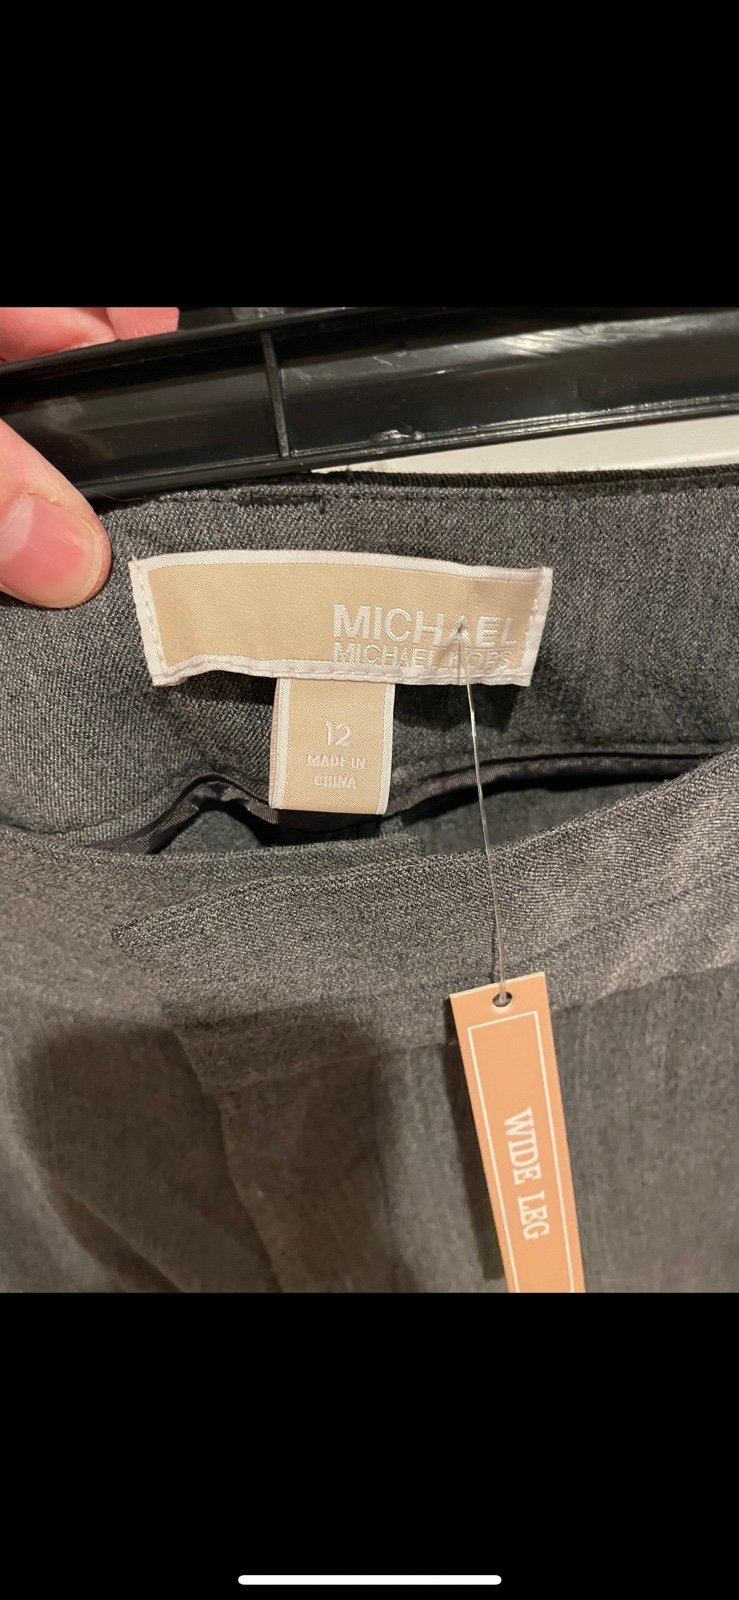 MICHAEL
MICHAEL KORS
12
MADE IN
CHINA
WIDE LEG